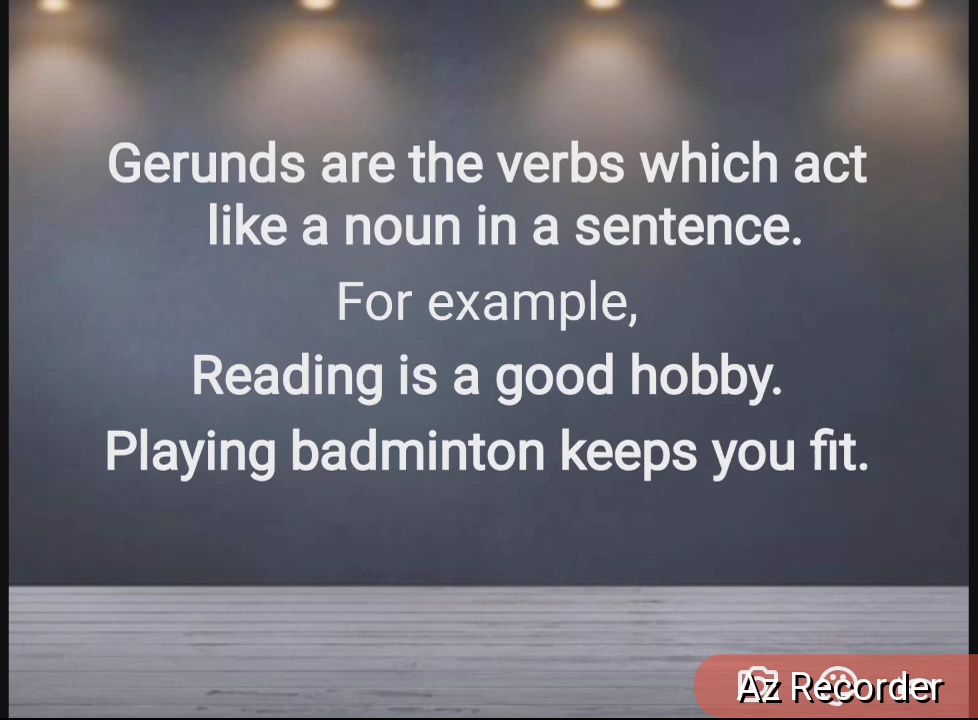 Gerunds are the verbs which act
like a noun in a sentence.
For example,
Reading is a good hobby.
Playing badminton keeps you fit.
Az Recorder